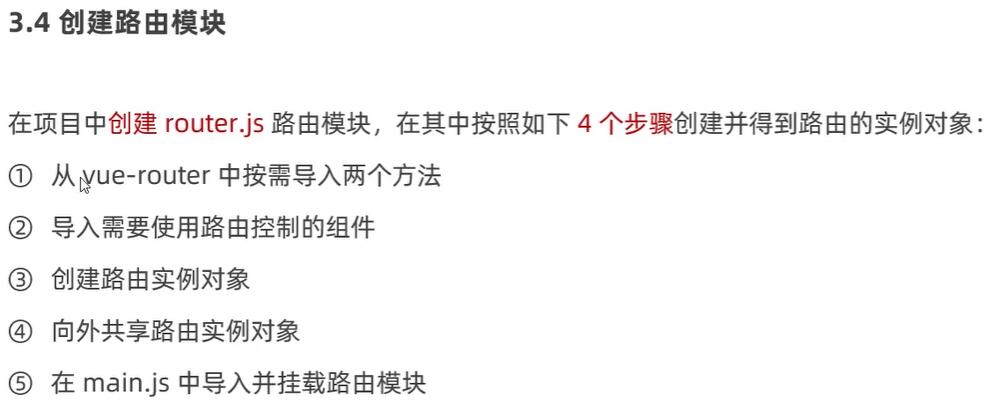 3.4 创建路由模块
在项目中创建 router.js 路由模块，在其中按照如下 4 个步骤创建并得到路由的实例对象：
① 从 vue-router 中按需导入两个方法
② 导入需要使用路由控制的组件
③ 创建路由实例对象
④ 向外共享路由实例对象
⑤ 在 main.js 中导入并挂载路由模块